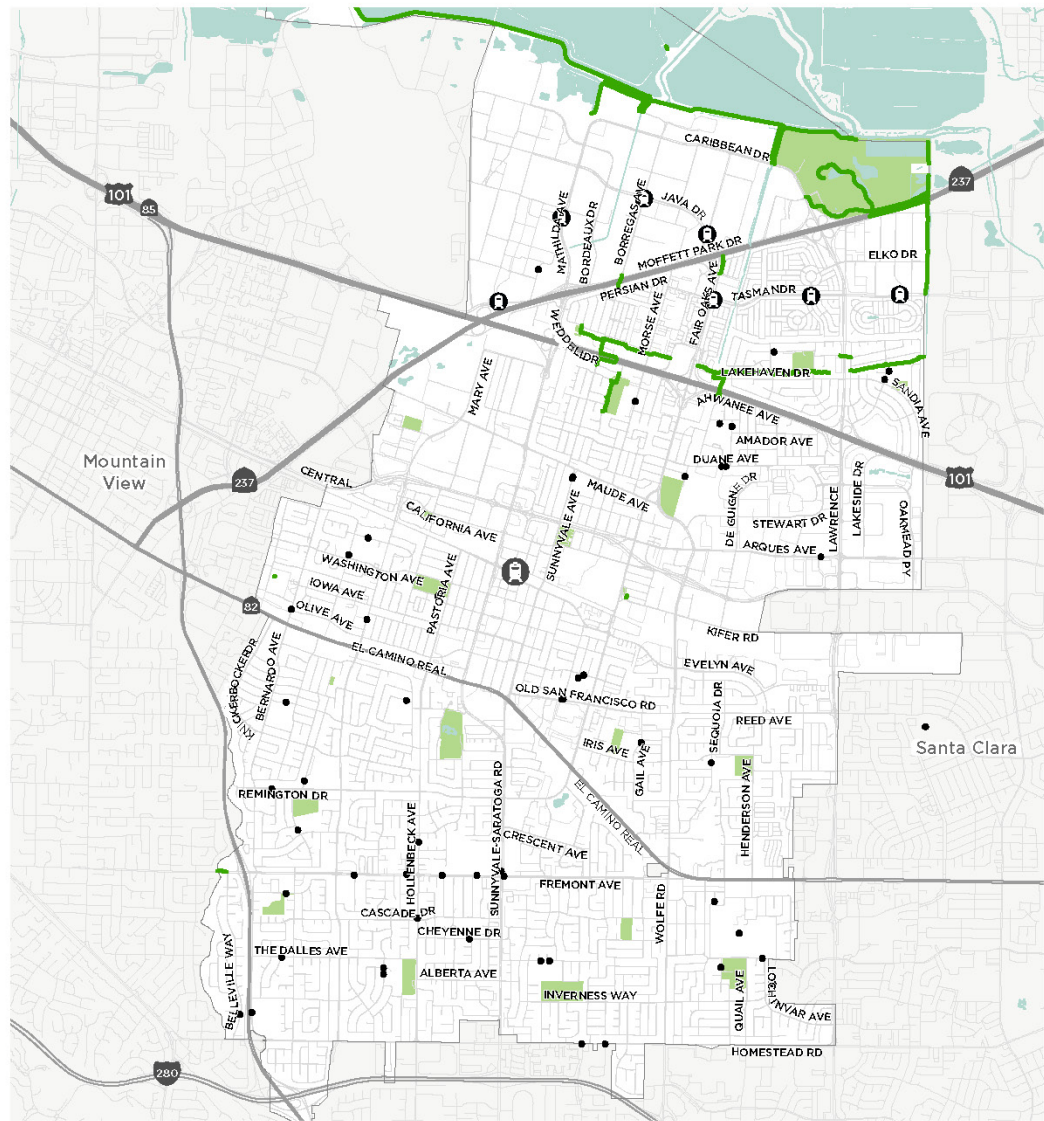 CARIBBEAN DR
237
101
85
JAVA DR
MATHILDA AVE
BORDEAUX DR
BORREGAS AVE
MOFFETT PARK DR
ELKO DR
PERSIAN DR
TASMAN DR
FAIR OAKS AVE
MORSE AVE
WEDDELL DR
LAKEHAVEN DR
MARY AVE
AHWANEE AVE
SANDIA AVE
AMADOR AVE
Mountain
View
DUANE AVE
237
CENTRAL
101
MAUDE AVE
DE GUIGNE DR
LAWRENCE
LAKESIDE DR
OAKMEAD PY
SUNNYVALE AVE
CALIFORNIA AVE
STEWART DR
ARQUES AVE
WASHINGTON AVE
PASTORIA AVE
IOWA AVE
82
OLIVE AVE
KIFER RD
KNICKERBOCKER DR
BERNARDO AVE
EL CAMINO REAL
EVELYN AVE
OLD SAN FRANCISCO RD
SEQUOIA DR
REED AVE
IRIS AVE
GAIL AVE
Santa Clara
REMINGTON DR
SUNNYVALE-SARATOGA RD
EL CAMINO REAL
HENDERSON AVE
HOLLENBECK AVE
CRESCENT AVE
FREMONT AVE
WOLFE RD
CASCADE DR
CHEYENNE DR
THE DALLES AVE
BELLEVILLE WAY
ALBERTA AVE
INVERNESS WAY
QUAIL AVE
LOCHINVAR AVE
HOMESTEAD RD
280